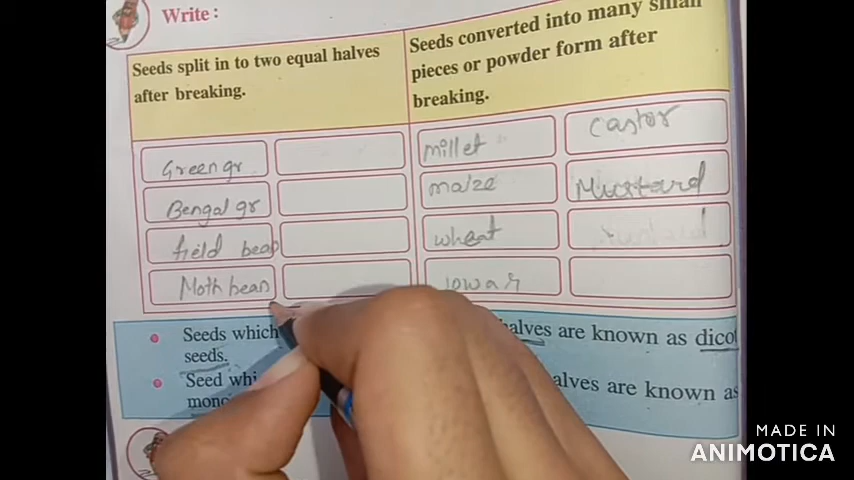 Write :
Seeds split in to two equal halves
after breaking.
Seeds converted into many small
pieces or powder form after
breaking.
Green gr
millet
castor
Bengal gr
maize
Mustard
field bean
wheat
Moth bean
Jowar
Seeds which halves are known as dicot
seeds.
Seed whi alves are known as
mono
MADE IN
ANIMOTICA